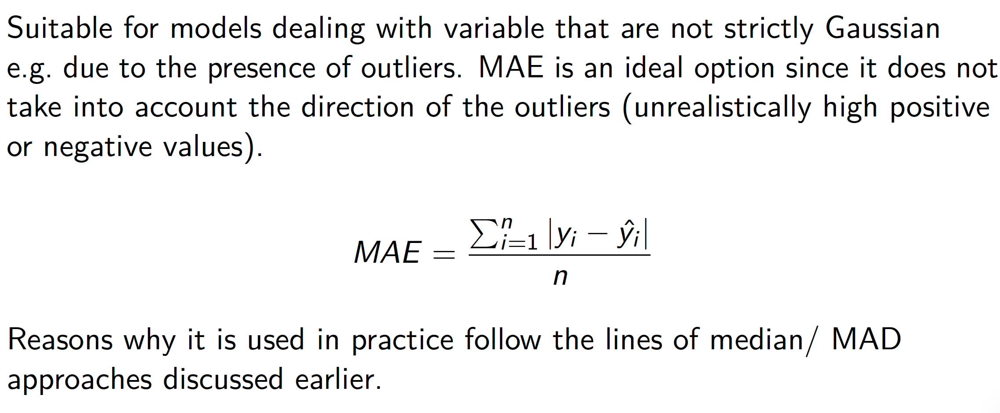 Suitable for models dealing with variable that are not strictly Gaussian
e.g. due to the presence of outliers. MAE is an ideal option since it does not
take into account the direction of the outliers (unrealistically high positive
or negative values).
MAE = \frac{\sum_{i=1}^{n} |y_i − \hat{y}_i|}{n}
Reasons why it is used in practice follow the lines of median/ MAD
approaches discussed earlier.